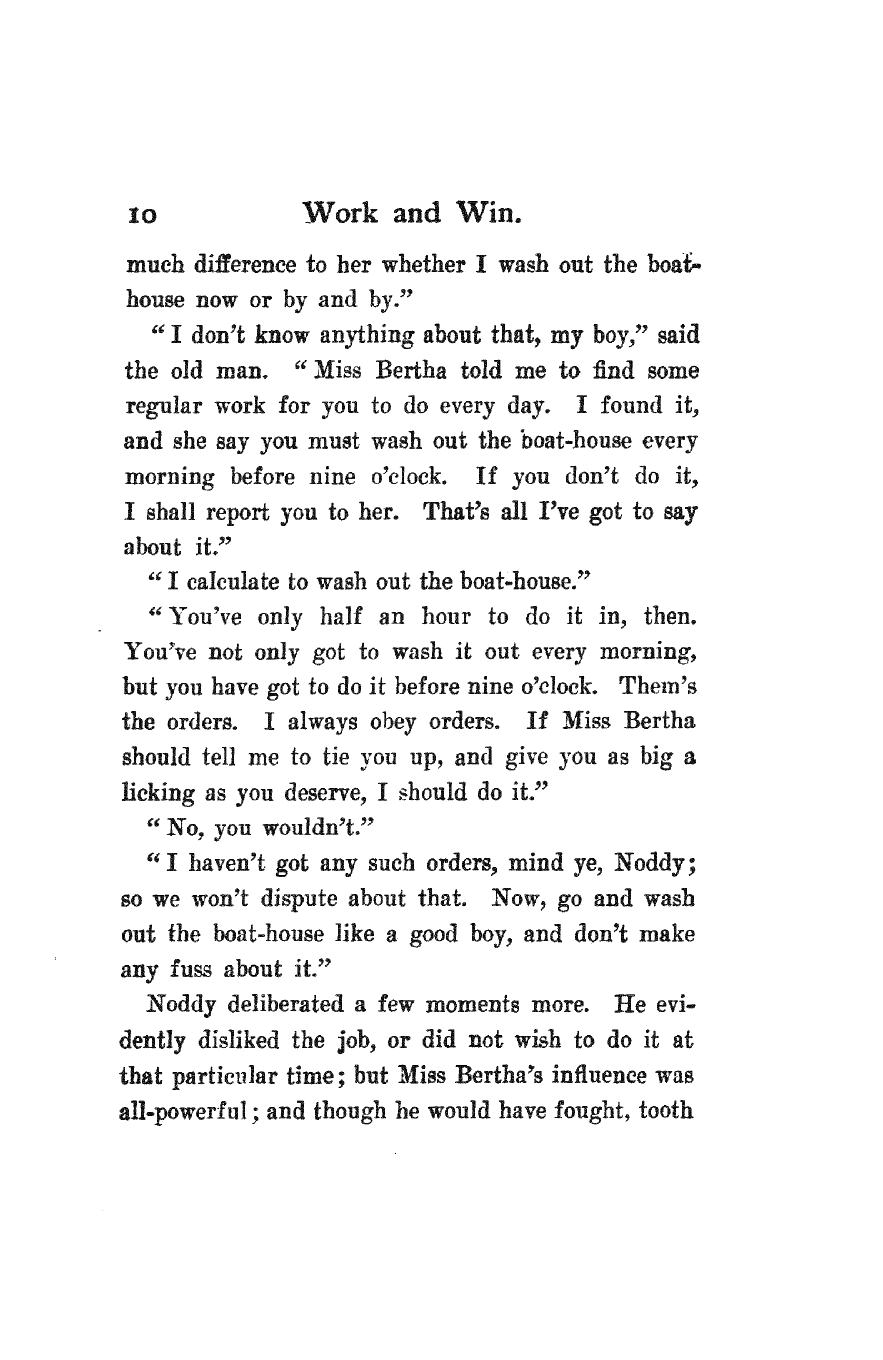 10 Work and Win.
much difference to her whether I wash out the boat-
house now or by and by.”
“ I don’t know anything about that, my boy,” said
the old man. “ Miss Bertha told me to find some
regular work for you to do every day. I found it,
and she say you must wash out the boat-house every
morning before nine o’clock. If you don’t do it,
I shall report you to her. That’s all I’ve got to say
about it.”
“ I calculate to wash out the boat-house.”
“ You’ve only half an hour to do it in, then.
You’ve not only got to wash it out every morning,
but you have got to do it before nine o’clock. Them’s
the orders. I always obey orders. If Miss Bertha
should tell me to tie you up, and give you as big a
licking as you deserve, I should do it.”
“ No, you wouldn’t.”
“ I haven’t got any such orders, mind ye, Noddy;
so we won’t dispute about that. Now, go and wash
out the boat-house like a good boy, and don’t make
any fuss about it.”
Noddy deliberated a few moments more. He evi-
dently disliked the job, or did not wish to do it at
that particular time; but Miss Bertha’s influence was
all-powerful; and though he would have fought, tooth